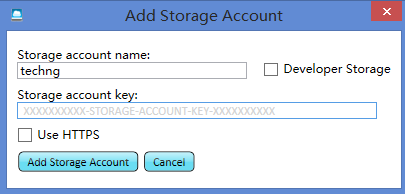 Add Storage Account
Storage account name:
techng
Developer Storage
Storage account key:
XXXXXXXXXX-STORAGE-ACCOUNT-KEY-XXXXXXXXXX
Use HTTPS
Add Storage Account Cancel